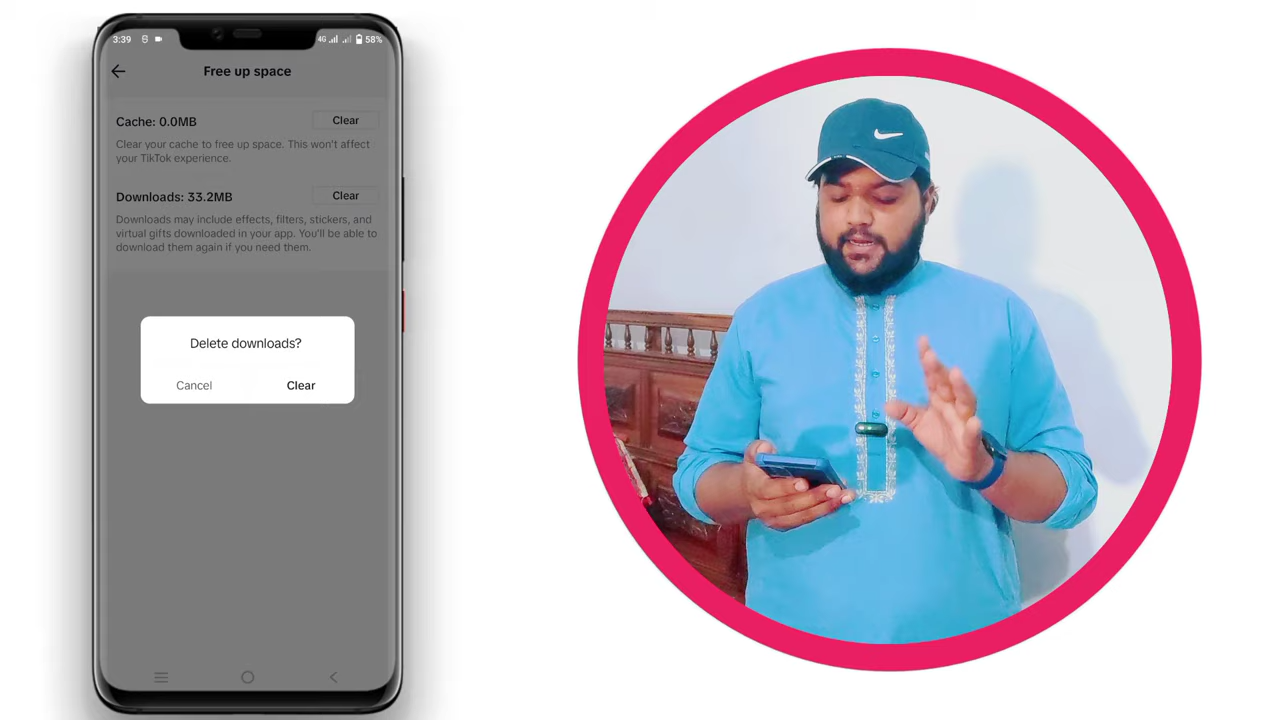 3:39
4G
58%
Free up space
Cache: 0.0MB
Clear
Clear your cache to free up space. This won't affect
your TikTok experience.
Downloads: 33.2MB
Clear
Downloads may include effects, filters, stickers, and
virtual gifts downloaded in your app. You'll be able to
download them again if you need them.
Delete downloads?
Cancel
Clear